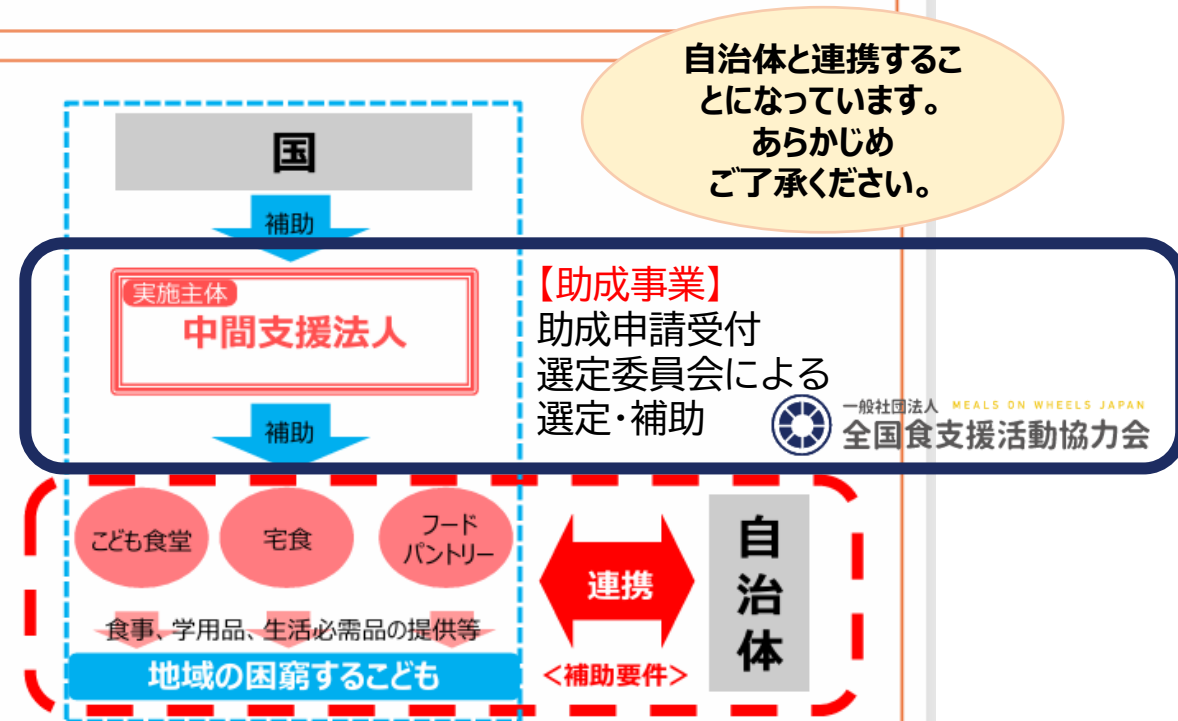 自治体と連携するこ
とになっています。
あらかじめ
ご了承ください。
国
補助
実施主体
中間支援法人
【助成事業】
助成申請受付
選定委員会による
選定・補助
一般社団法人 MEALS ON WHEELS JAPAN
全国食支援活動協力会
補助
こども食堂
宅食
フード
パントリー
連携
自治体
食事、学用品、生活必需品の提供等
地域の困窮するこども
<補助要件>